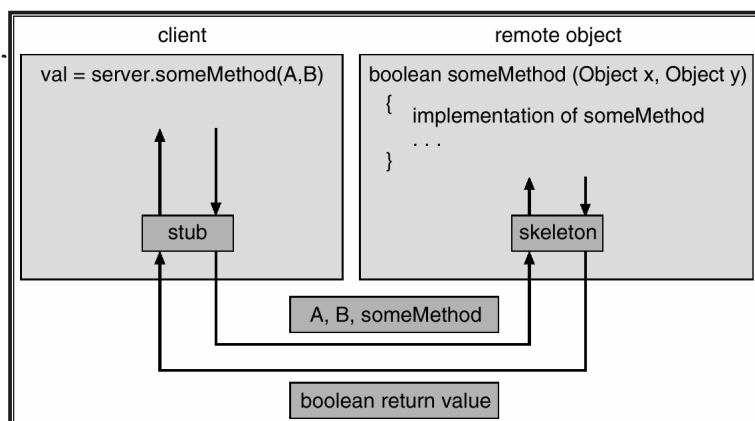 client
val = server.someMethod(A,B)
stub
remote object
boolean someMethod (Object x, Object y)
{
implementation of someMethod
. . .
}
skeleton
A, B, someMethod
boolean return value